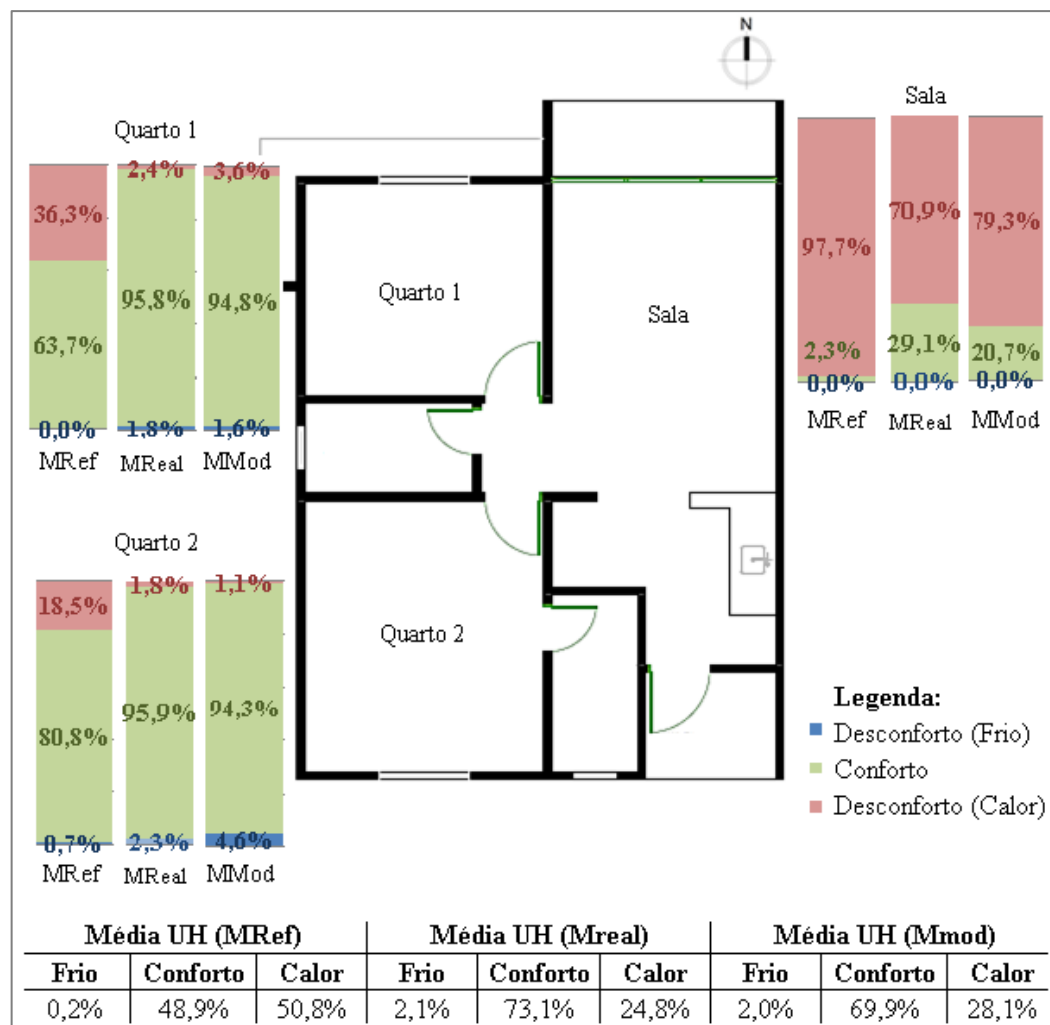 N
Quarto 1
2,4%
3,6%
36,3%
95,8%
94,8%
63,7%
0,0%
1,8%
1,6%
MRef
MReal
MMod
Sala
70,9%
79,3%
97,7%
2,3%
29,1%
20,7%
0,0%
0,0%
0,0%
MRef
MReal
MMod
Quarto 1
Sala
Quarto 2
1,8%
1,1%
18,5%
95,9%
94,3%
80,8%
0,7%
2,3%
4,6%
MRef
MReal
MMod
Quarto 2
Legenda:
Desconforto (Frio)
Conforto
Desconforto (Calor)
Média UH (MRef) Média UH (Mreal) Média UH (Mmod)
Frio Conforto Calor Frio Conforto Calor Frio Conforto Calor
0,2% 48,9% 50,8% 2,1% 73,1% 24,8% 2,0% 69,9% 28,1%